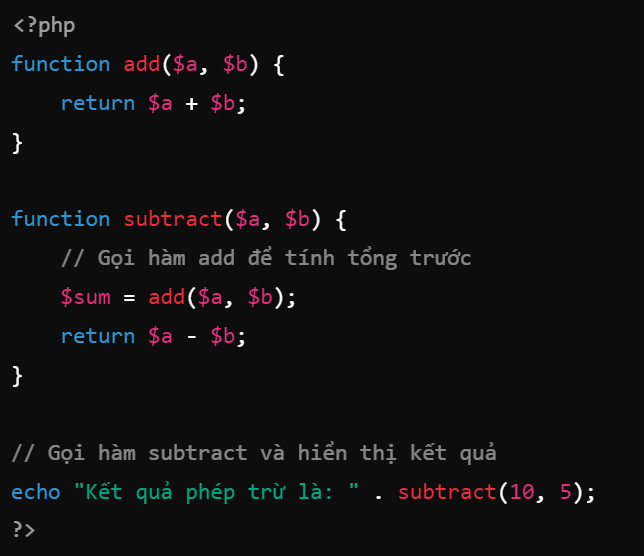 <?php
function add($a, $b) {
    return $a + $b;
}

function subtract($a, $b) {
    // Gọi hàm add để tính tổng trước
    $sum = add($a, $b);
    return $a - $b;
}

// Gọi hàm subtract và hiển thị kết quả
echo "Kết quả phép trừ là: " . subtract(10, 5);
?>